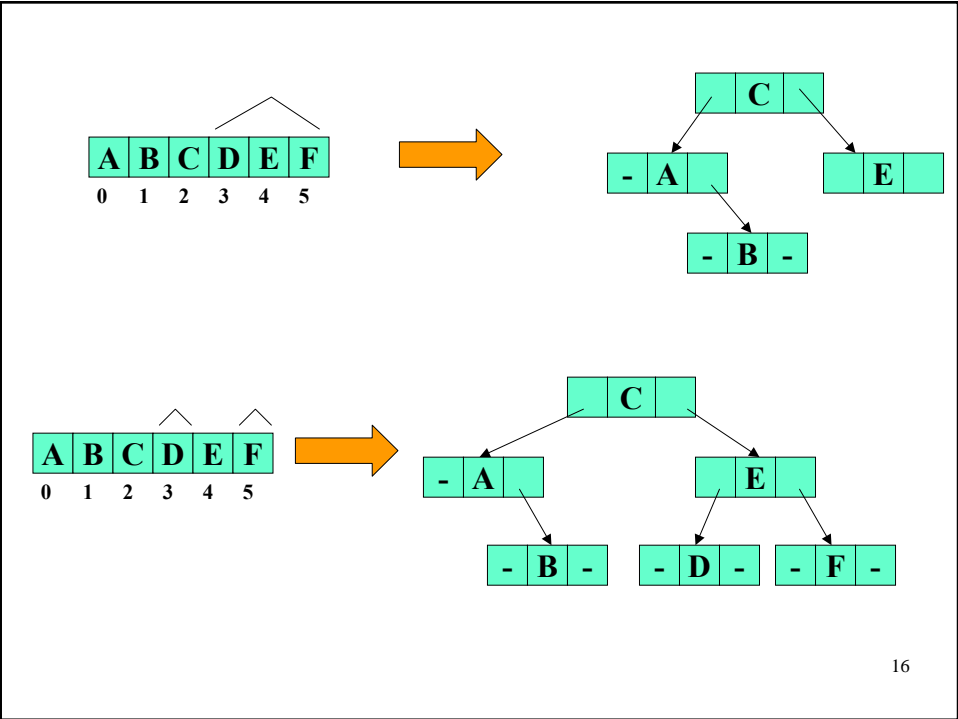 C
A B C D E F
- A
E
0 1 2 3 4 5
- B -
C
A B C D E F
- A
E
0 1 2 3 4 5
- B -
- D -
- F -
16